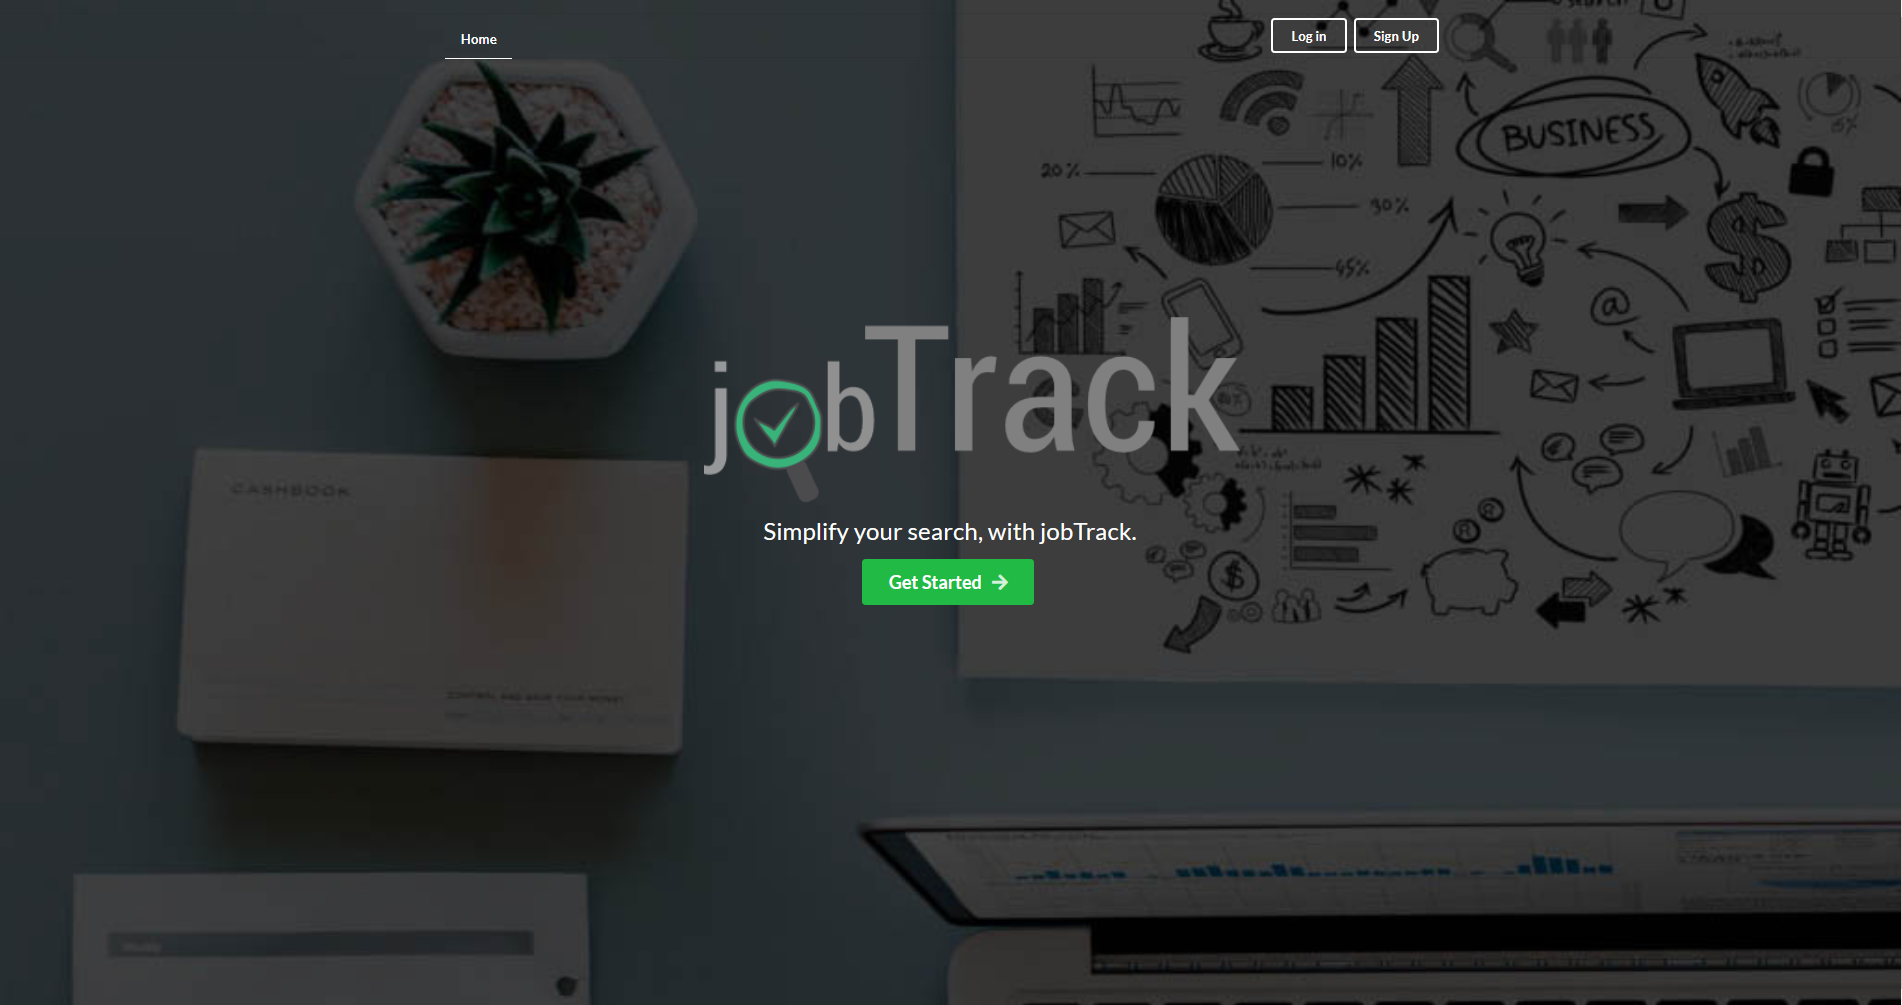 Home
Log in
Sign Up
BUSINESS
20%
10%
30%
45%
@
$
jobTrack
CASHBOOK
Simplify your search, with jobTrack.
Get Started
$